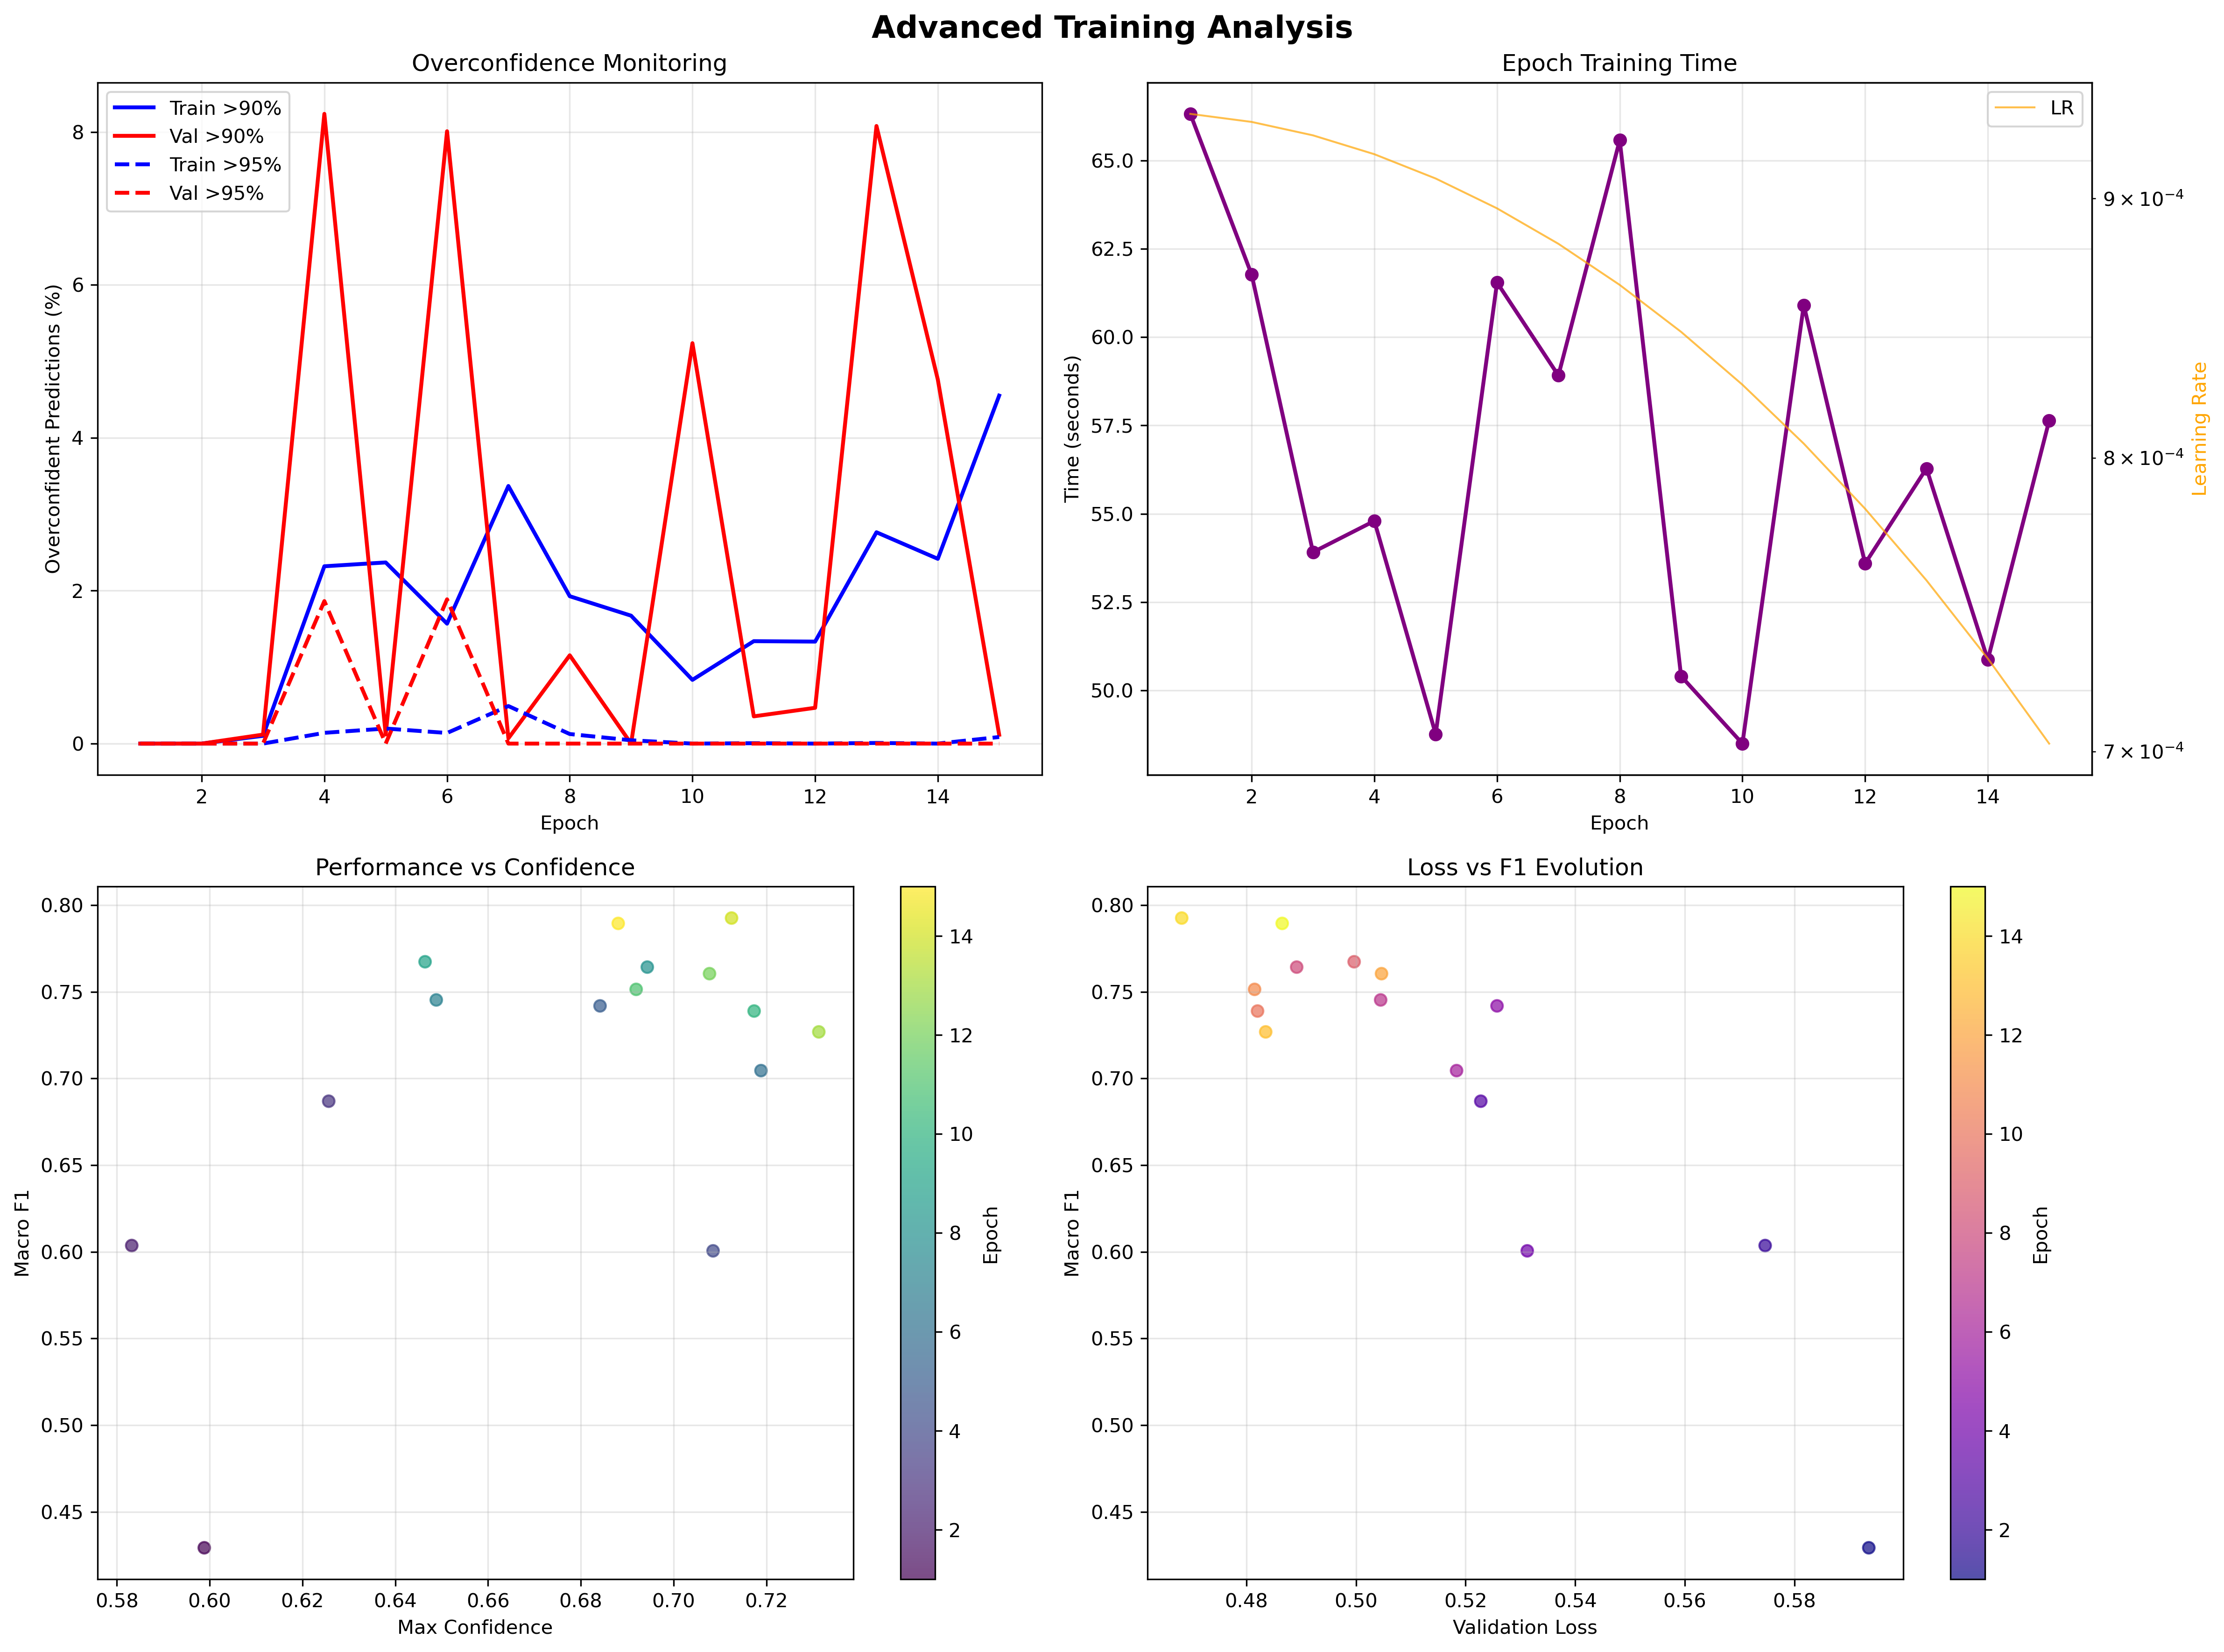 Advanced Training Analysis
Overconfidence Monitoring
Train >90%
Val >90%
Train >95%
Val >95%
Overconfident Predictions (%)
8
6
4
2
0
2
4
6
8
10
12
14
Epoch
Epoch Training Time
LR
Time (seconds)
65.0
62.5
60.0
57.5
55.0
52.5
50.0
9 × 10⁻⁴
8 × 10⁻⁴
7 × 10⁻⁴
Learning Rate
2
4
6
8
10
12
14
Epoch
Performance vs Confidence
Macro F1
0.80
0.75
0.70
0.65
0.60
0.55
0.50
0.45
0.58
0.60
0.62
0.64
0.66
0.68
0.70
0.72
Max Confidence
14
12
10
8
6
4
2
Epoch
Loss vs F1 Evolution
Macro F1
0.80
0.75
0.70
0.65
0.60
0.55
0.50
0.45
0.48
0.50
0.52
0.54
0.56
0.58
Validation Loss
14
12
10
8
6
4
2
Epoch